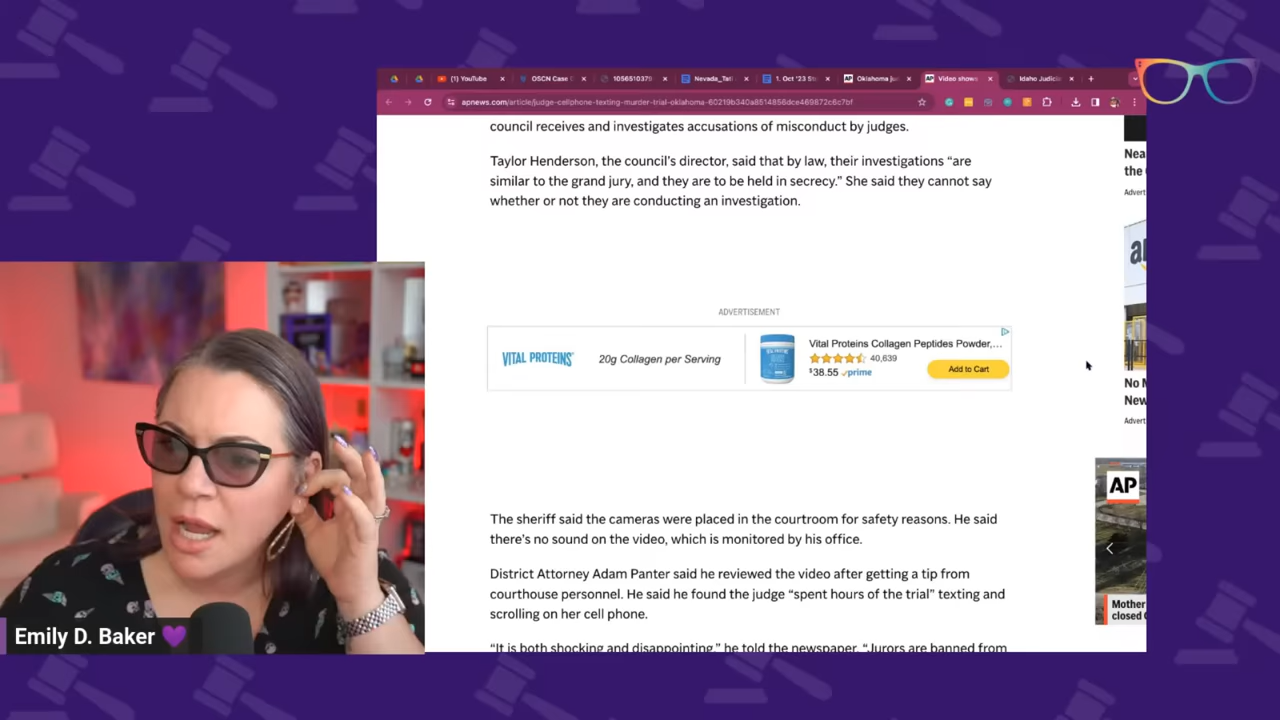 (1) YouTube
OSCN Case
1056510379
Nevada_Tat
1. Oct '23 St
AP Oklahoma ju
AP Video shows
Idaho Judicia
apnews.com/article/judge-cellphone-texting-murder-trial-oklahoma-60219b340a8514856dce469872c6c7bf
council receives and investigates accusations of misconduct by judges.
Taylor Henderson, the council's director, said that by law, their investigations “are
similar to the grand jury, and they are to be held in secrecy.” She said they cannot say
whether or not they are conducting an investigation.
ADVERTISEMENT
VITAL PROTEINS
20g Collagen per Serving
Vital Proteins Collagen Peptides Powder,...
40,639
$38.55 prime
Add to Cart
The sheriff said the cameras were placed in the courtroom for safety reasons. He said
there's no sound on the video, which is monitored by his office.
District Attorney Adam Panter said he reviewed the video after getting a tip from
courthouse personnel. He said he found the judge “spent hours of the trial” texting and
scrolling on her cell phone.
“It is both shocking and disappointing,” he told the newspaper. “Jurors are banned from
Nea
the
Advert
No
New
Advert
AP
Mother
closed
Emily D. Baker